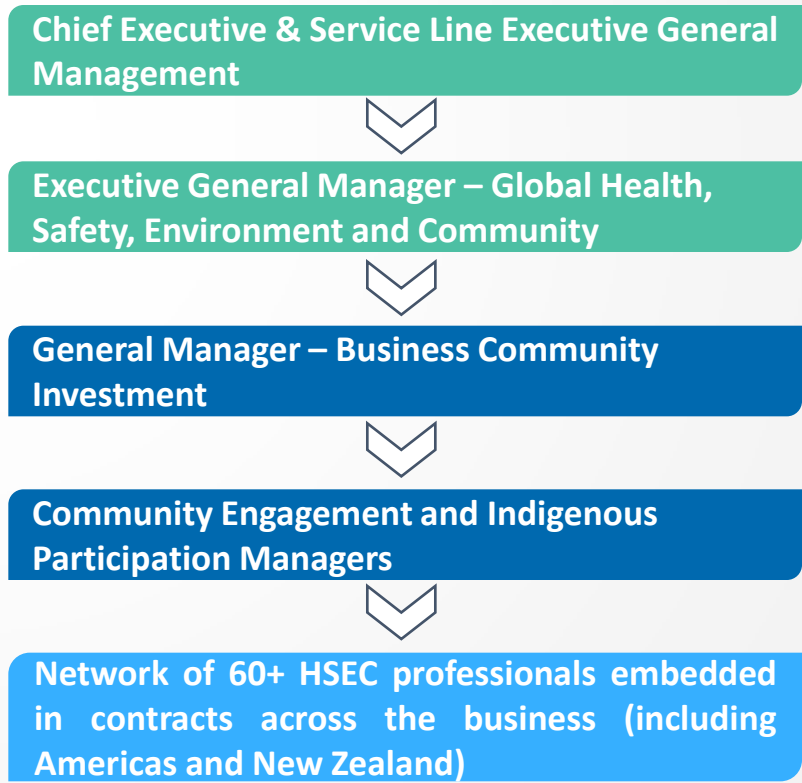 Chief Executive & Service Line Executive General
Management
Executive General Manager – Global Health,
Safety, Environment and Community
General Manager – Business Community
Investment
Community Engagement and Indigenous
Participation Managers
Network of 60+ HSEC professionals embedded
in contracts across the business (including
Americas and New Zealand)